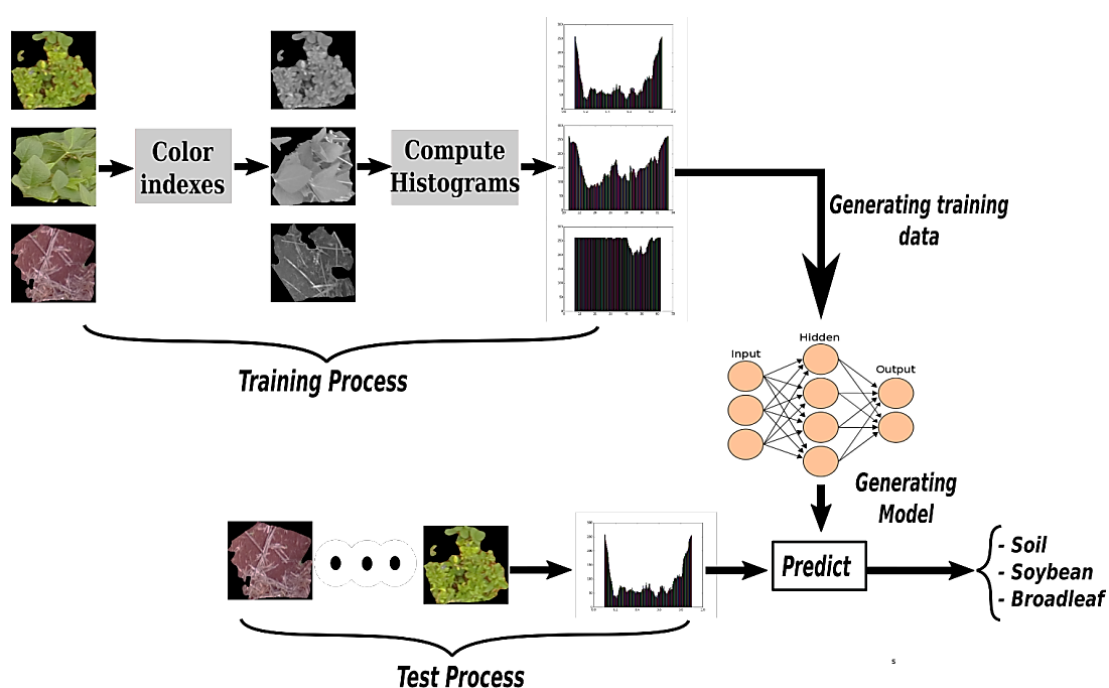 Color
indexes
Compute
Histograms
Generating training
data
Training Process
Input
Hidden
Output
Generating
Model
Predict
- Soil
- Soybean
- Broadleaf
Test Process
s